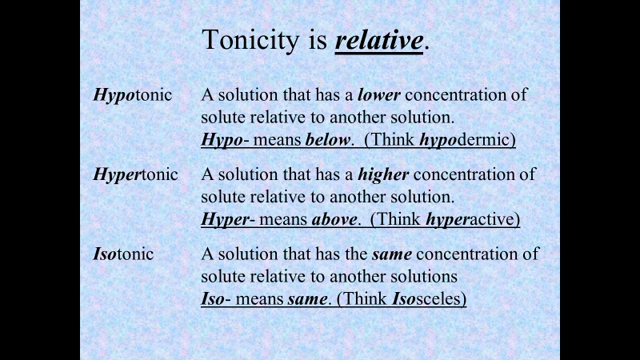 Tonicity is relative.
Hypotonic A solution that has a lower concentration of
solute relative to another solution.
Hypo- means below. (Think hypodermic)
Hypertonic A solution that has a higher concentration of
solute relative to another solution.
Hyper- means above. (Think hyperactive)
Isotonic A solution that has the same concentration of
solute relative to another solutions
Iso- means same. (Think Isosceles)